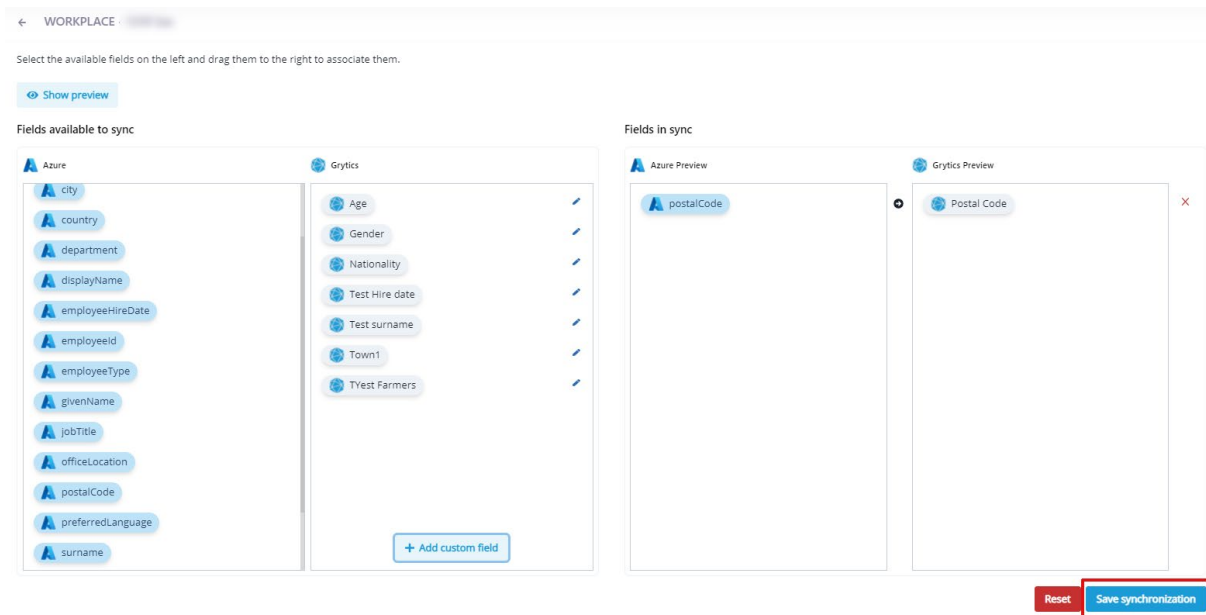 WORKPLACE
Select the available fields on the left and drag them to the right to associate them.
Show preview
Fields available to sync
Azure
Grytics
city
country
department
displayName
employeeHireDate
employeeId
employeeType
givenName
jobTitle
officeLocation
postalCode
preferredLanguage
surname
Age
Gender
Nationality
Test Hire date
Test surname
Town1
TYest Farmers
+ Add custom field
Fields in sync
Azure Preview
Grytics Preview
postalCode
Postal Code
Reset
Save synchronization